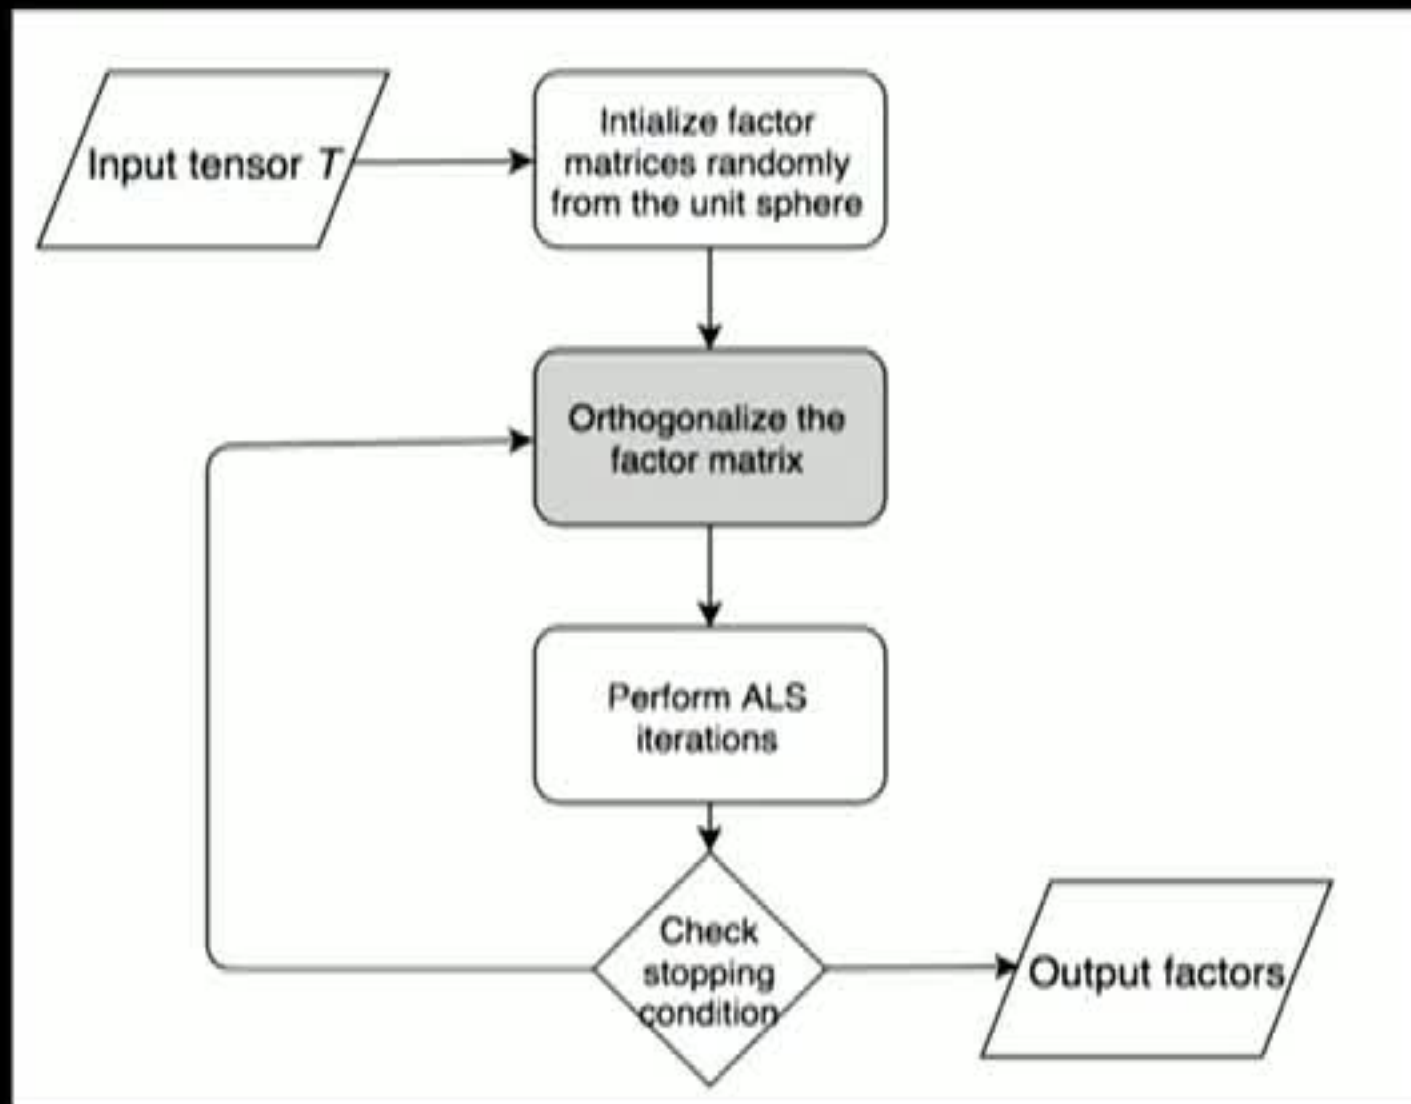 Input tensor T
Intialize factor
matrices randomly
from the unit sphere
Orthogonalize the
factor matrix
Perform ALS
iterations
Check
stopping
condition
Output factors